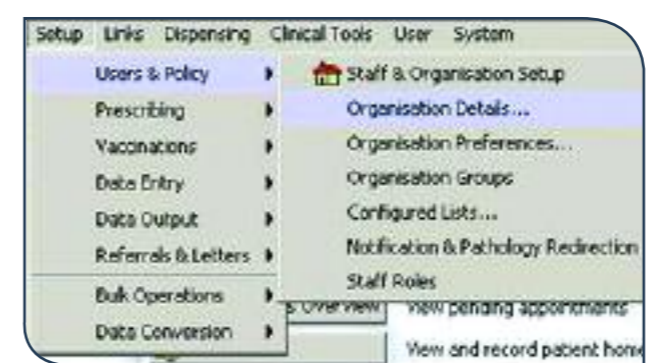 Setup Links Dispensing Clinical Tools User System
Users & Policy
Prescribing
Vaccinations
Data Entry
Data Output
Referrals & Letters
Bulk Operations
Data Conversion
Staff & Organisation Setup
Organisation Details...
Organisation Preferences...
Organisation Groups
Configured Lists...
Notification & Pathology Redirection
Staff Roles
s Overview
View pending appointments
View and record patient home